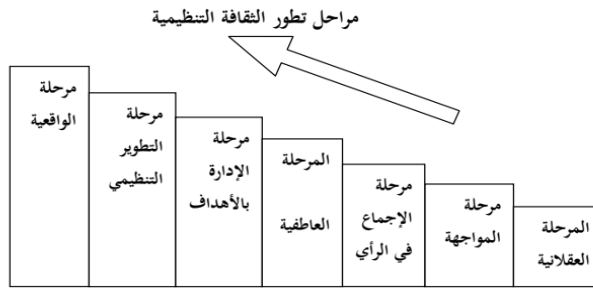 مراحل تطور الثقافة التنظيمية
المرحلة
العقلانية
مرحلة
المواجهة
مرحلة
الإجماع
في الرأي
المرحلة
العاطفية
مرحلة
الإدارة
بالأهداف
مرحلة
التطوير
التنظيمي
مرحلة
الواقعية